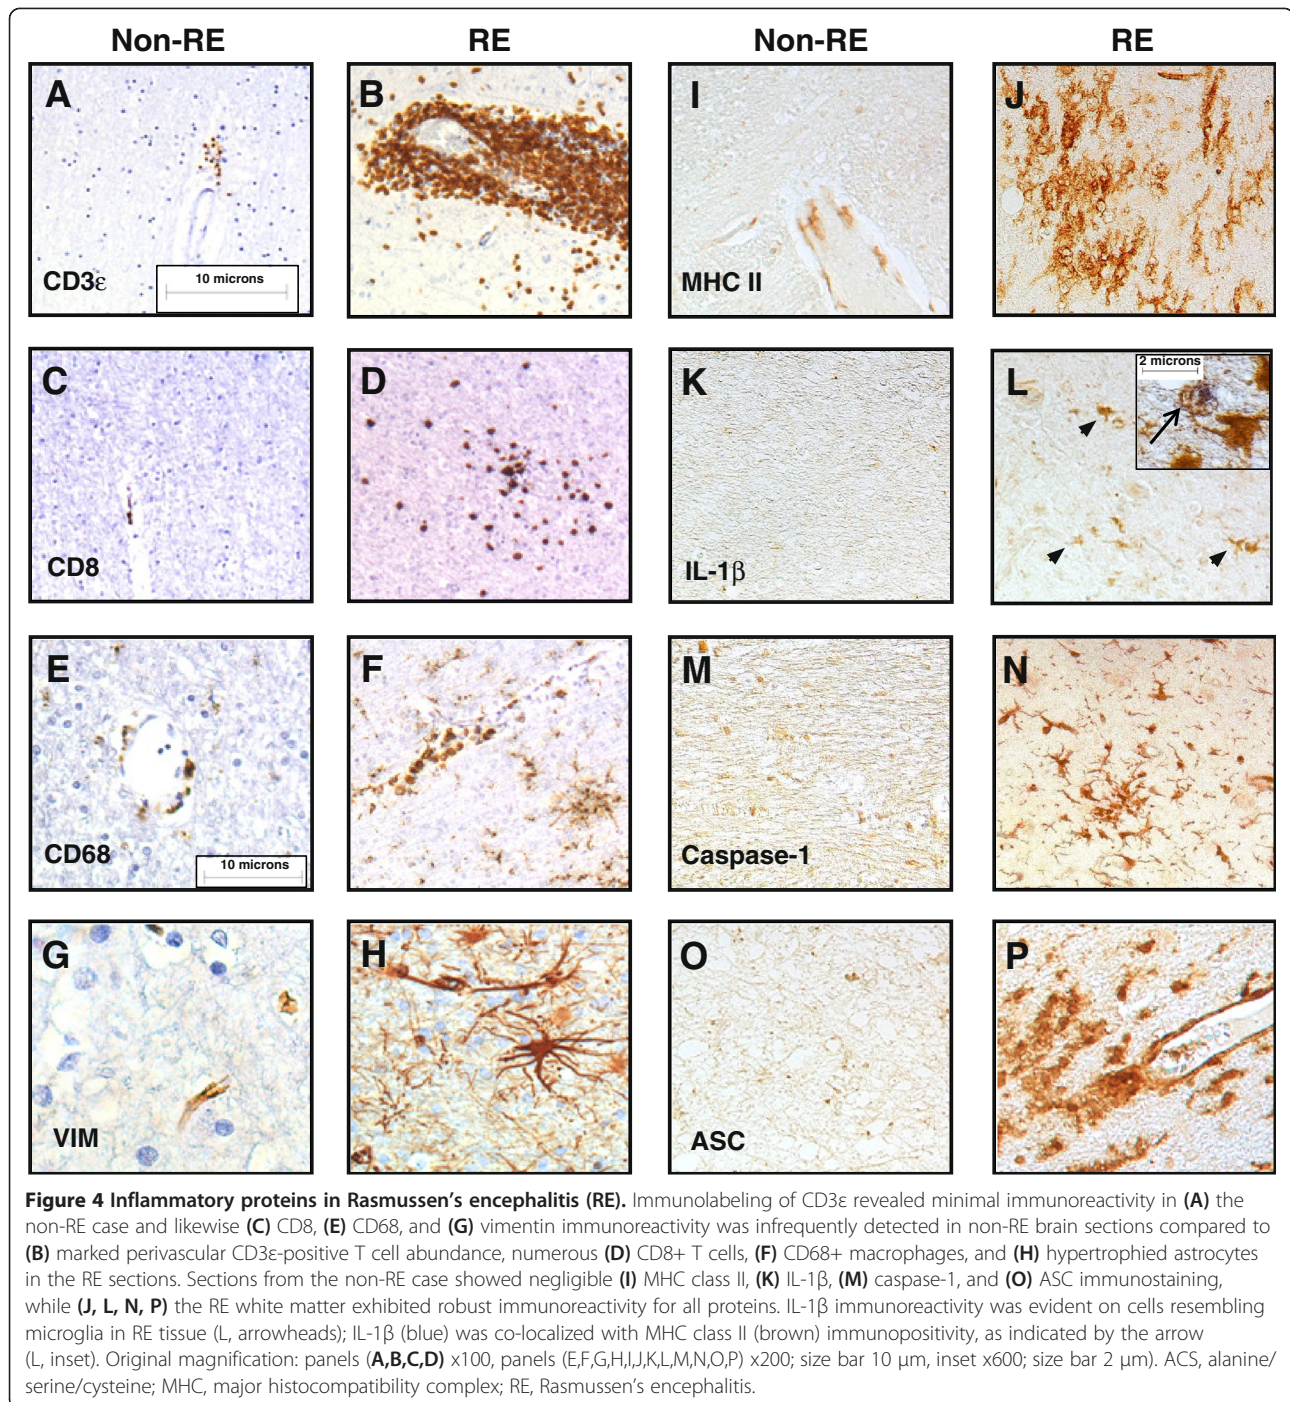 Non-RE RE Non-RE RE
A B I J
CD3ε
10 microns
MHC II
C D K L
2 microns
CD8
IL-1β
E F M N
CD68
10 microns
Caspase-1
G H O P
VIM
ASC
Figure 4 Inflammatory proteins in Rasmussen's encephalitis (RE). Immunolabeling of CD3ε revealed minimal immunoreactivity in (A) the
non-RE case and likewise (C) CD8, (E) CD68, and (G) vimentin immunoreactivity was infrequently detected in non-RE brain sections compared to
(B) marked perivascular CD3ε-positive T cell abundance, numerous (D) CD8+ T cells, (F) CD68+ macrophages, and (H) hypertrophied astrocytes
in the RE sections. Sections from the non-RE case showed negligible (I) MHC class II, (K) IL-1β, (M) caspase-1, and (O) ASC immunostaining,
while (J, L, N, P) the RE white matter exhibited robust immunoreactivity for all proteins. IL-1β immunoreactivity was evident on cells resembling
microglia in RE tissue (L, arrowheads); IL-1β (blue) was co-localized with MHC class II (brown) immunopositivity, as indicated by the arrow
(L, inset). Original magnification: panels (A,B,C,D) x100, panels (E,F,G,H,I,J,K,L,M,N,O,P) x200; size bar 10 μm, inset x600; size bar 2 μm). ACS, alanine/
serine/cysteine; MHC, major histocompatibility complex; RE, Rasmussen's encephalitis.